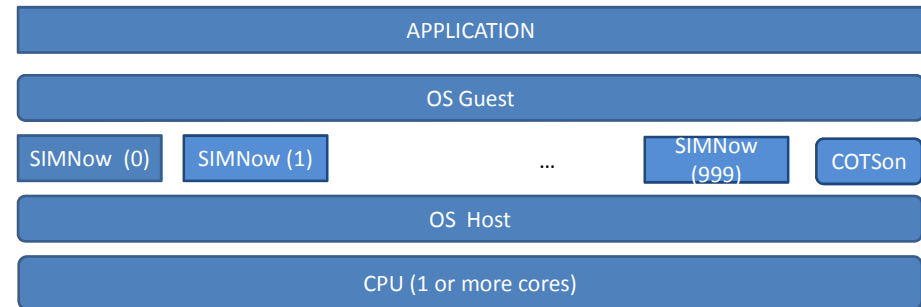 APPLICATION
OS Guest
SIMNow (0)
SIMNow (1)
...
SIMNow
(999)
COTSon
OS Host
CPU (1 or more cores)